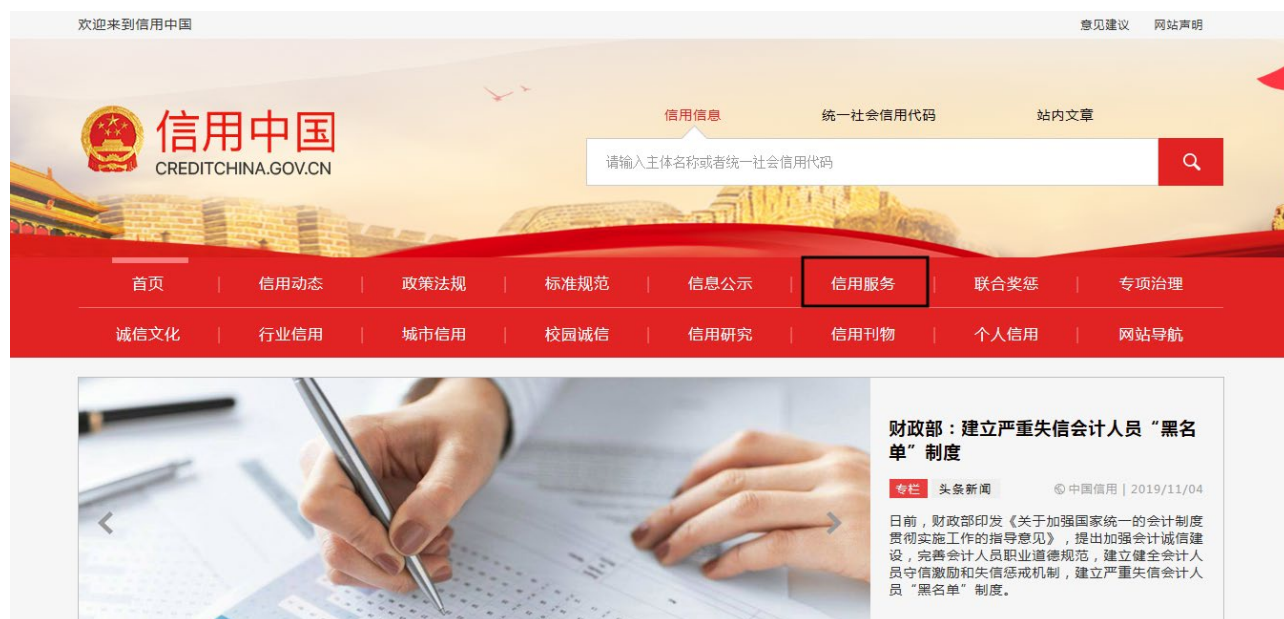 欢迎来到信用中国
意见建议 网站声明
信用中国
CREDITCHINA.GOV.CN
信用信息 统一社会信用代码 站内文章
请输入主体名称或者统一社会信用代码
首页 | 信用动态 | 政策法规 | 标准规范 | 信息公示 | 信用服务 | 联合奖惩 | 专项治理
诚信文化 | 行业信用 | 城市信用 | 校园诚信 | 信用研究 | 信用刊物 | 个人信用 | 网站导航
财政部：建立严重失信会计人员“黑名
单”制度
专栏 头条新闻 中国信用 | 2019/11/04
日前，财政部印发《关于加强国家统一的会计制度
贯彻实施工作的指导意见》，提出加强会计诚信建
设，完善会计人员职业道德规范，建立健全会计人
员守信激励和失信惩戒机制，建立严重失信会计人
员“黑名单”制度。